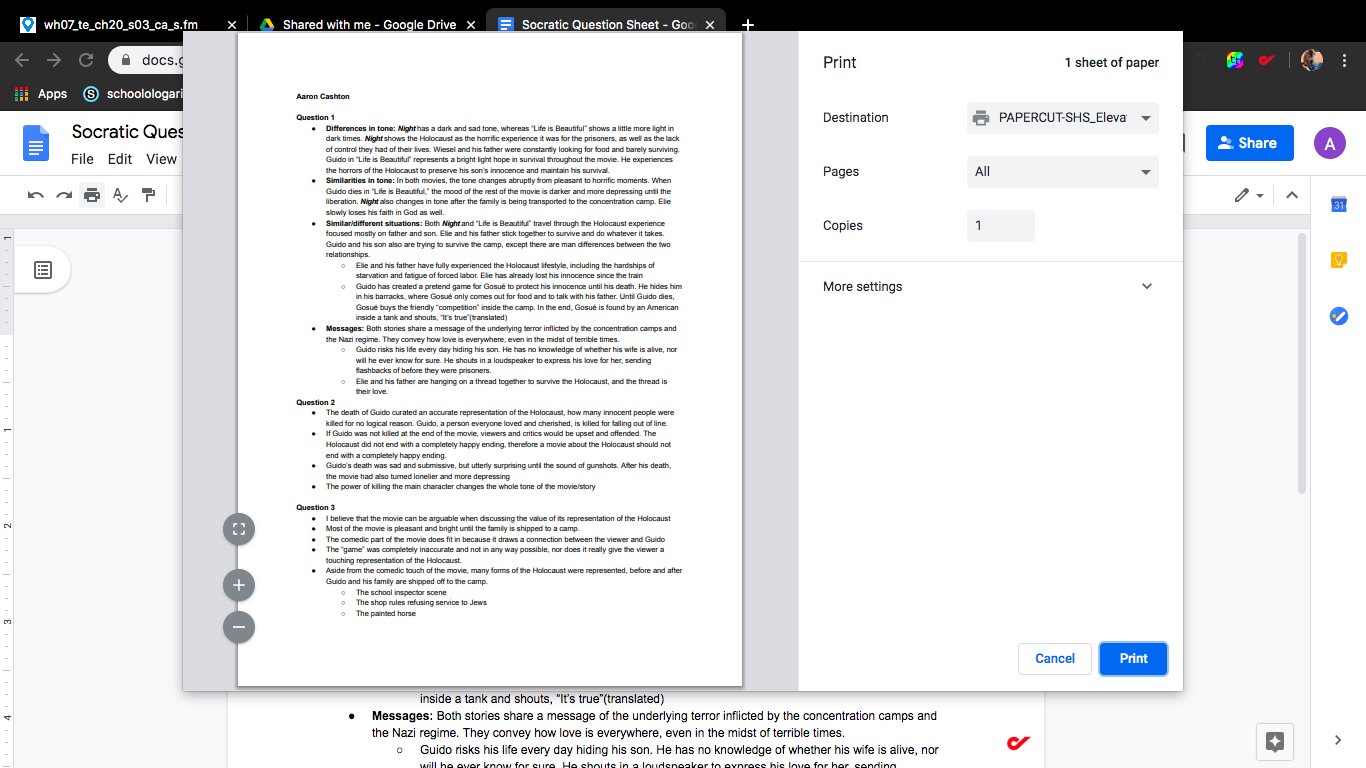 wh07_te_ch20_s03_ca_s.fm
Shared with me - Google Drive
Socratic Question Sheet - Goo
docs.g
Apps
schoolologari
Socratic Ques
File Edit View
Share
A
Aaron Cashton
Question 1
Differences in tone: Night has a dark and sad tone, whereas "Life is Beautiful" shows a little more light in
dark times. Night shows the Holocaust as the horrific experience it was for the prisoners, as well as the lack
of control they had of their lives. Wiesel and his father were constantly looking for food and barely surviving.
Guido in "Life is Beautiful" represents a bright light hope in survival throughout the movie. He experiences
the horrors of the Holocaust to preserve his son's innocence and maintain his survival.
Similarities in tone: In both movies, the tone changes abruptly from pleasant to horrific moments. When
Guido dies in "Life is Beautiful," the mood of the rest of the movie is darker and more depressing until the
liberation. Night also changes in tone after the family is being transported to the concentration camp. Elie
slowly loses his faith in God as well.
Similar/different situations: Both Night and "Life is Beautiful" travel through the Holocaust experience
focused mostly on father and son. Elie and his father stick together to survive and do whatever it takes.
Guido and his son also are trying to survive the camp, except there are man differences between the two
relationships.
Elie and his father have fully experienced the Holocaust lifestyle, including the hardships of
starvation and fatigue of forced labor. Elie has already lost his innocence since the train
Guido has created a pretend game for Gosué to protect his innocence until his death. He hides him
in his barracks, where Gosué only comes out for food and to talk with his father. Until Guido dies,
Gosué buys the friendly "competition" inside the camp. In the end, Gosué is found by an American
inside a tank and shouts, "It's true"(translated)
Messages: Both stories share a message of the underlying terror inflicted by the concentration camps and
the Nazi regime. They convey how love is everywhere, even in the midst of terrible times.
Guido risks his life every day hiding his son. He has no knowledge of whether his wife is alive, nor
will he ever know for sure. He shouts in a loudspeaker to express his love for her, sending
flashbacks of before they were prisoners.
Elie and his father are hanging on a thread together to survive the Holocaust, and the thread is
their love.
Question 2
The death of Guido curated an accurate representation of the Holocaust, how many innocent people were
killed for no logical reason. Guido, a person everyone loved and cherished, is killed for falling out of line.
If Guido was not killed at the end of the movie, viewers and critics would be upset and offended. The
Holocaust did not end with a completely happy ending, therefore a movie about the Holocaust should not
end with a completely happy ending.
Guido's death was sad and submissive, but utterly surprising until the sound of gunshots. After his death,
the movie had also turned lonelier and more depressing
The power of killing the main character changes the whole tone of the movie/story
Question 3
I believe that the movie can be arguable when discussing the value of its representation of the Holocaust
Most of the movie is pleasant and bright until the family is shipped to a camp.
The comedic part of the movie does fit in because it draws a connection between the viewer and Guido
The "game" was completely inaccurate and not in any way possible, nor does it really give the viewer a
touching representation of the Holocaust.
Aside from the comedic touch of the movie, many forms of the Holocaust were represented, before and after
Guido and his family are shipped off to the camp.
The school inspector scene
The shop rules refusing service to Jews
The painted horse
Print
1 sheet of paper
Destination
PAPERCUT-SHS_Eleva
Pages
All
Copies
1
More settings
Cancel
Print
31
1
1
2
3
4
inside a tank and shouts, "It's true"(translated)
Messages: Both stories share a message of the underlying terror inflicted by the concentration camps and
the Nazi regime. They convey how love is everywhere, even in the midst of terrible times.
Guido risks his life every day hiding his son. He has no knowledge of whether his wife is alive, nor
will he ever know for sure. He shouts in a loudspeaker to express his love for her, sending